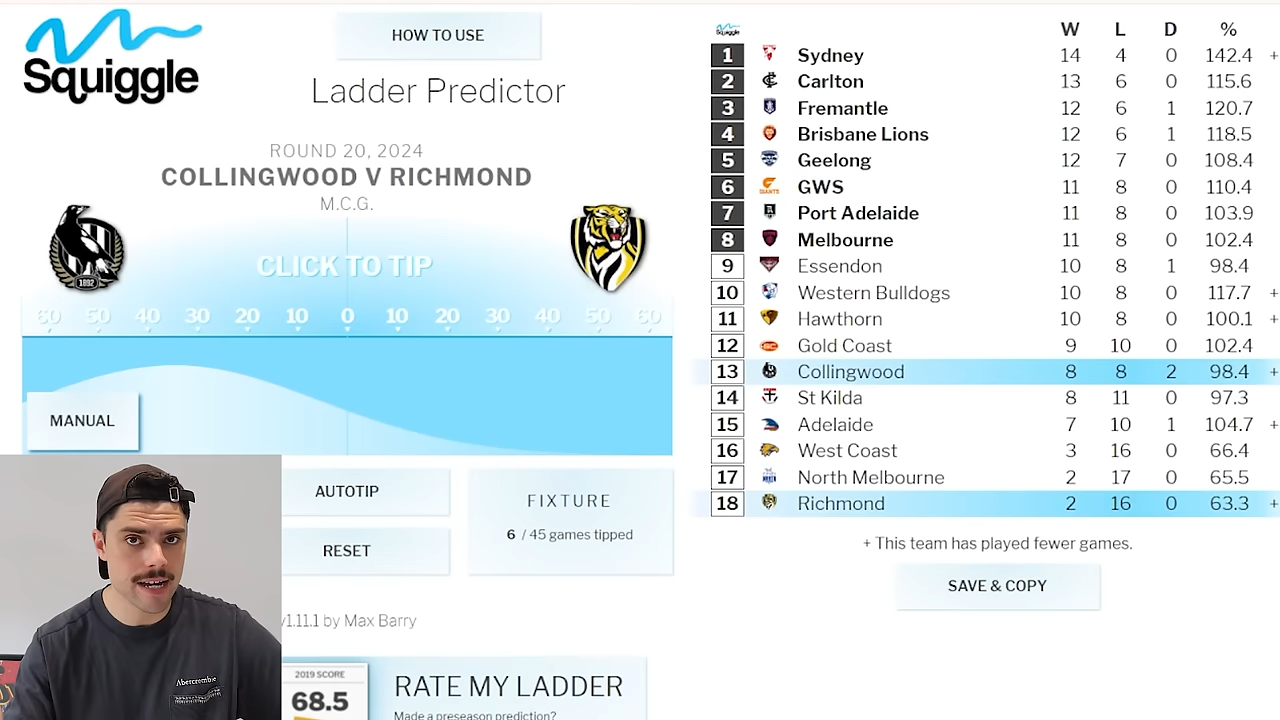 Squiggle
HOW TO USE
Ladder Predictor
ROUND 20, 2024
COLLINGWOOD V RICHMOND
M.C.G.
1892
CLICK TO TIP
60 50 40 30 20 10 0 10 20 30 40 50 60
MANUAL
AUTOTIP
RESET
FIXTURE
6 / 45 games tipped
v1.11.1 by Max Barry
2019 SCORE
68.5
RATE MY LADDER
Made a preseason prediction?
Abercrombie
Squiggle W L D %
1 Sydney 14 4 0 142.4 +
2 Carlton 13 6 0 115.6
3 Fremantle 12 6 1 120.7
4 Brisbane Lions 12 6 1 118.5
5 Geelong 12 7 0 108.4
6 GWS 11 8 0 110.4
7 Port Adelaide 11 8 0 103.9
8 Melbourne 11 8 0 102.4
9 Essendon 10 8 1 98.4
10 Western Bulldogs 10 8 0 117.7 +
11 Hawthorn 10 8 0 100.1 +
12 Gold Coast 9 10 0 102.4
13 Collingwood 8 8 2 98.4 +
14 St Kilda 8 11 0 97.3
15 Adelaide 7 10 1 104.7 +
16 West Coast 3 16 0 66.4
17 North Melbourne 2 17 0 65.5
18 Richmond 2 16 0 63.3 +
+ This team has played fewer games.
SAVE & COPY